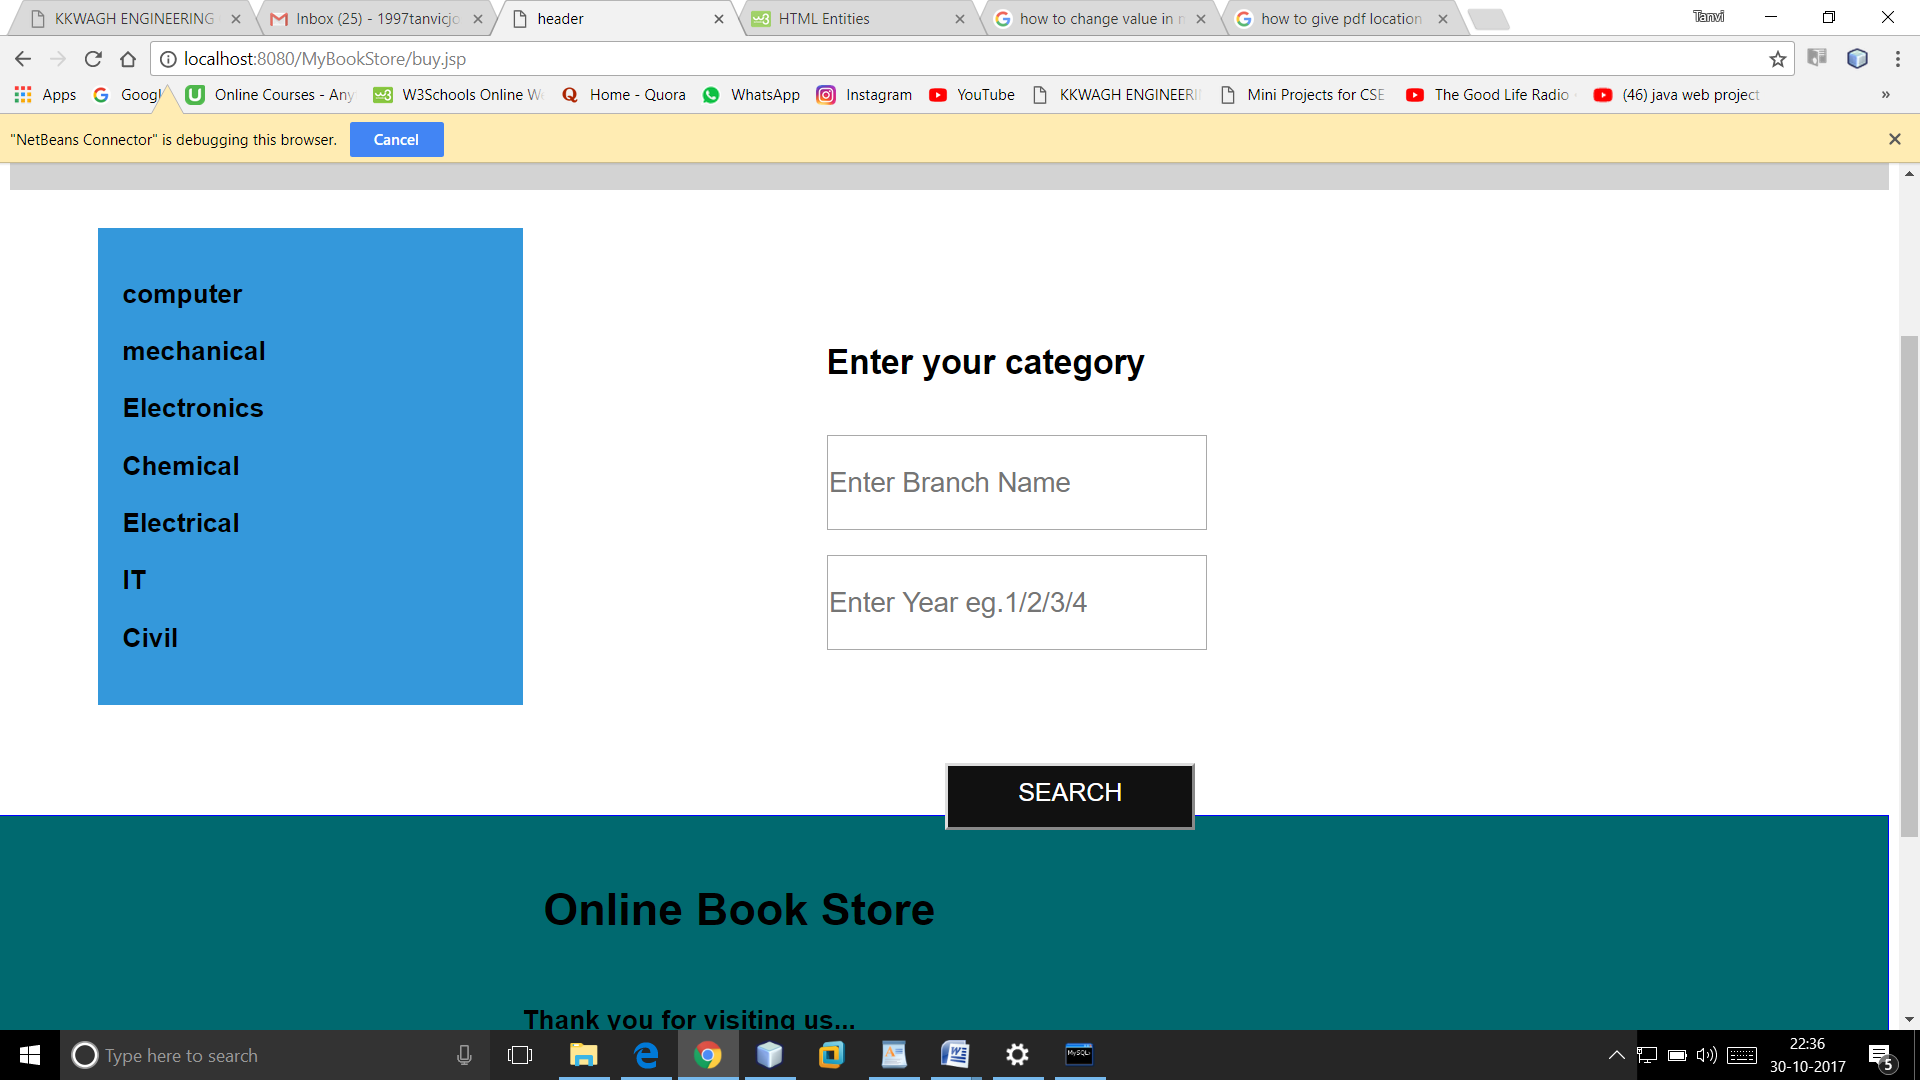 KKWAGH ENGINEERING
Inbox (25) - 1997tanvicjo
header
HTML Entities
how to change value in
how to give pdf location
Tanvi
localhost:8080/MyBookStore/buy.jsp
Apps
Googl
Online Courses - Any
W3Schools Online W
Home - Quora
WhatsApp
Instagram
YouTube
KKWAGH ENGINEERI
Mini Projects for CSE
The Good Life Radio
(46) java web project
»
"NetBeans Connector" is debugging this browser.
Cancel
computer
mechanical
Electronics
Chemical
Electrical
IT
Civil
Enter your category
Enter Branch Name
Enter Year eg.1/2/3/4
SEARCH
Online Book Store
Thank you for visiting us...
Type here to search
22:36
30-10-2017
5